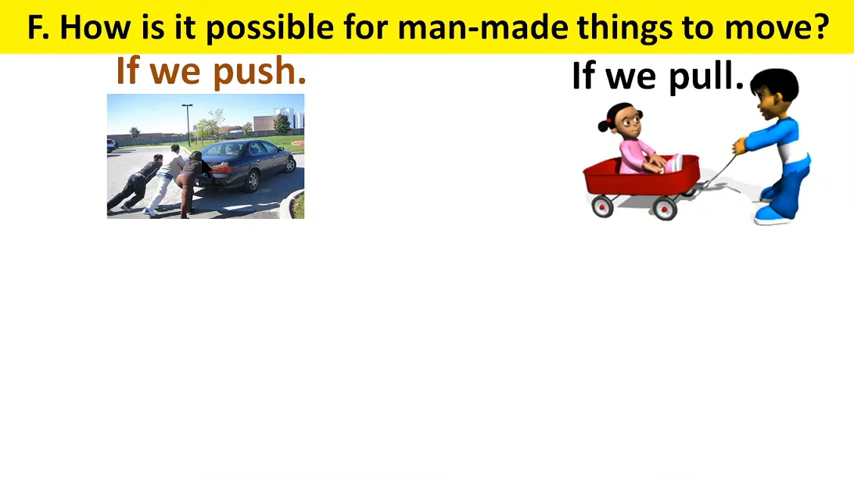 F. How is it possible for man-made things to move?
If we push.
If we pull.